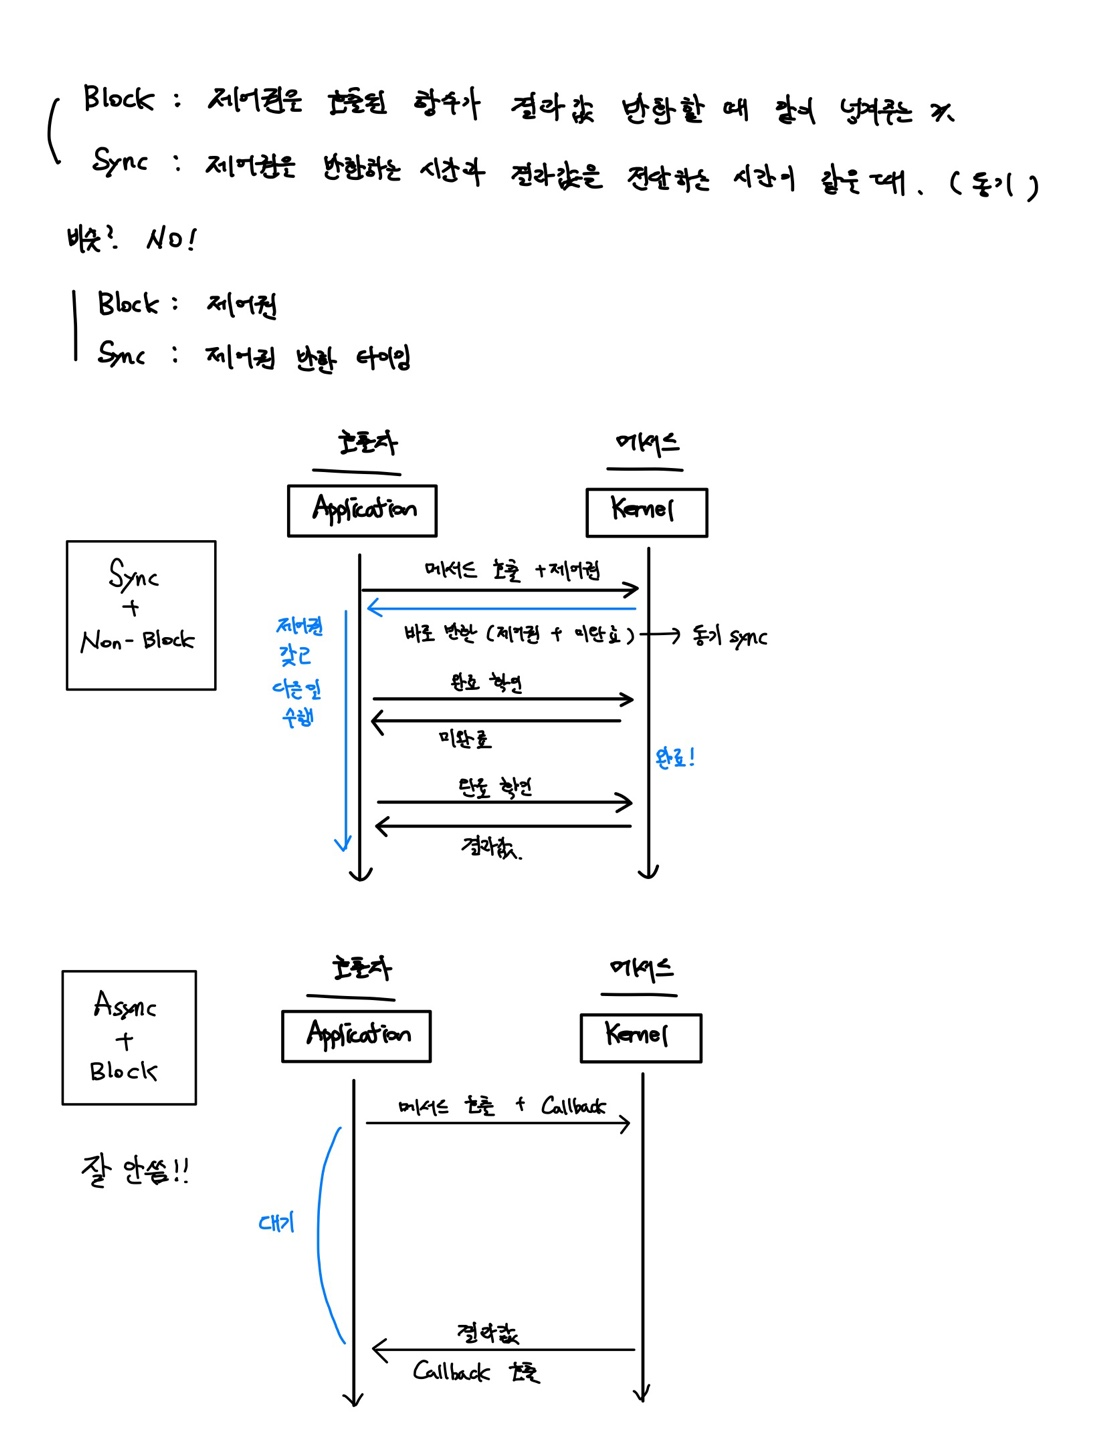 Block : 제어권은 호출된 함수가 결과값 반환할 때 같이 넘겨주는 것.
Sync : 제어권은 반환하는 시간과 결과값을 전달하는 시간이 같은 때. (동기)
비슷? NO!
Block : 제어권
Sync : 제어권 반환 타이밍
호출자
메서드
Application
Kernel
Sync
+
Non-Block
메서드 호출 + 제어권
바로 반환 (제어권 + 미완료) → 동기 sync
제어권
갖고
다른일
수행
완료 확인
미완료
완료!
완료 확인
결과값.
호출자
메서드
Application
Kernel
Async
+
Block
잘 안씀!!
메서드 호출 + Callback
대기
결과값
Callback 호출